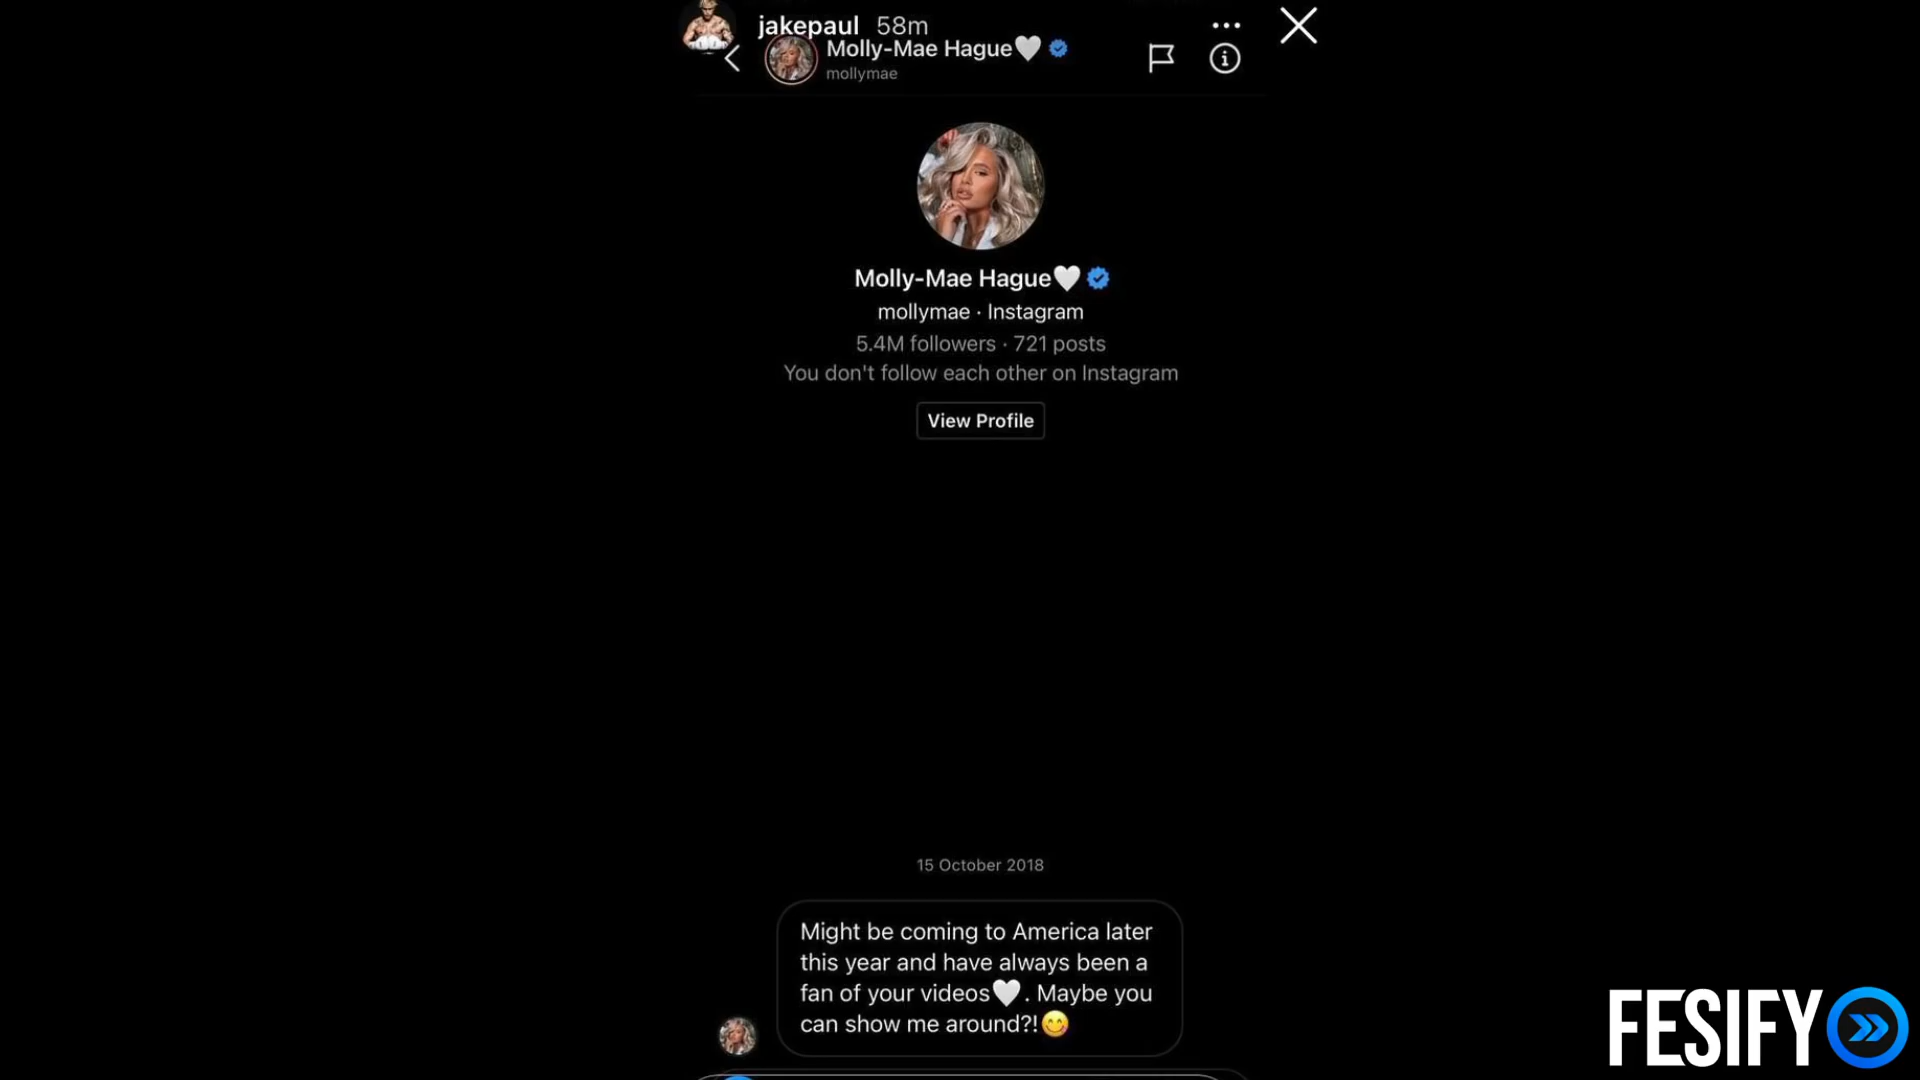 jakepaul 58m
Molly-Mae Hague🤍
mollymae
Molly-Mae Hague🤍
mollymae · Instagram
5.4M followers · 721 posts
You don't follow each other on Instagram
View Profile
15 October 2018
Might be coming to America later
this year and have always been a
fan of your videos🤍. Maybe you
can show me around?!😋
FESIFY